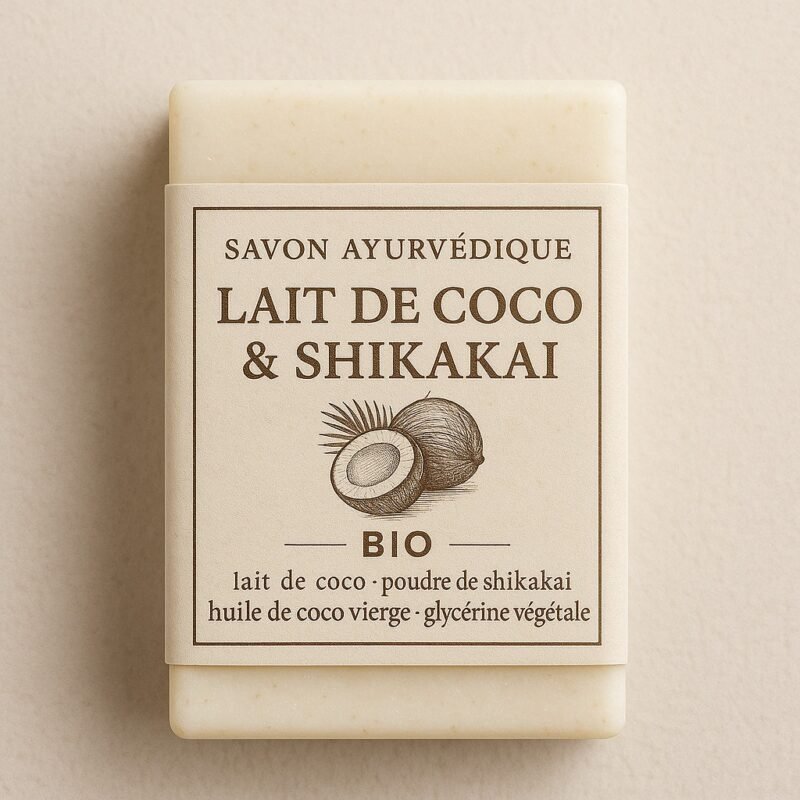 SAVON AYURVÉDIQUE
LAIT DE COCO
& SHIKAKAI
BIO
lait de coco · poudre de shikakai
huile de coco vierge · glycérine végétale